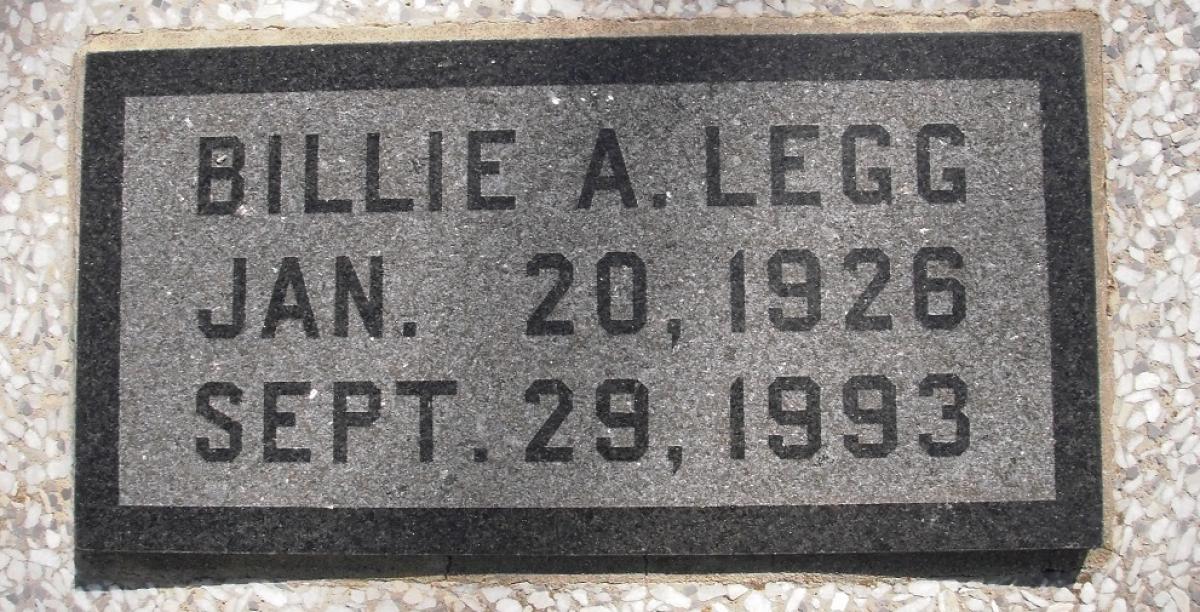 BILLIE A. LEGG
JAN. 20, 1926
SEPT. 29, 1993